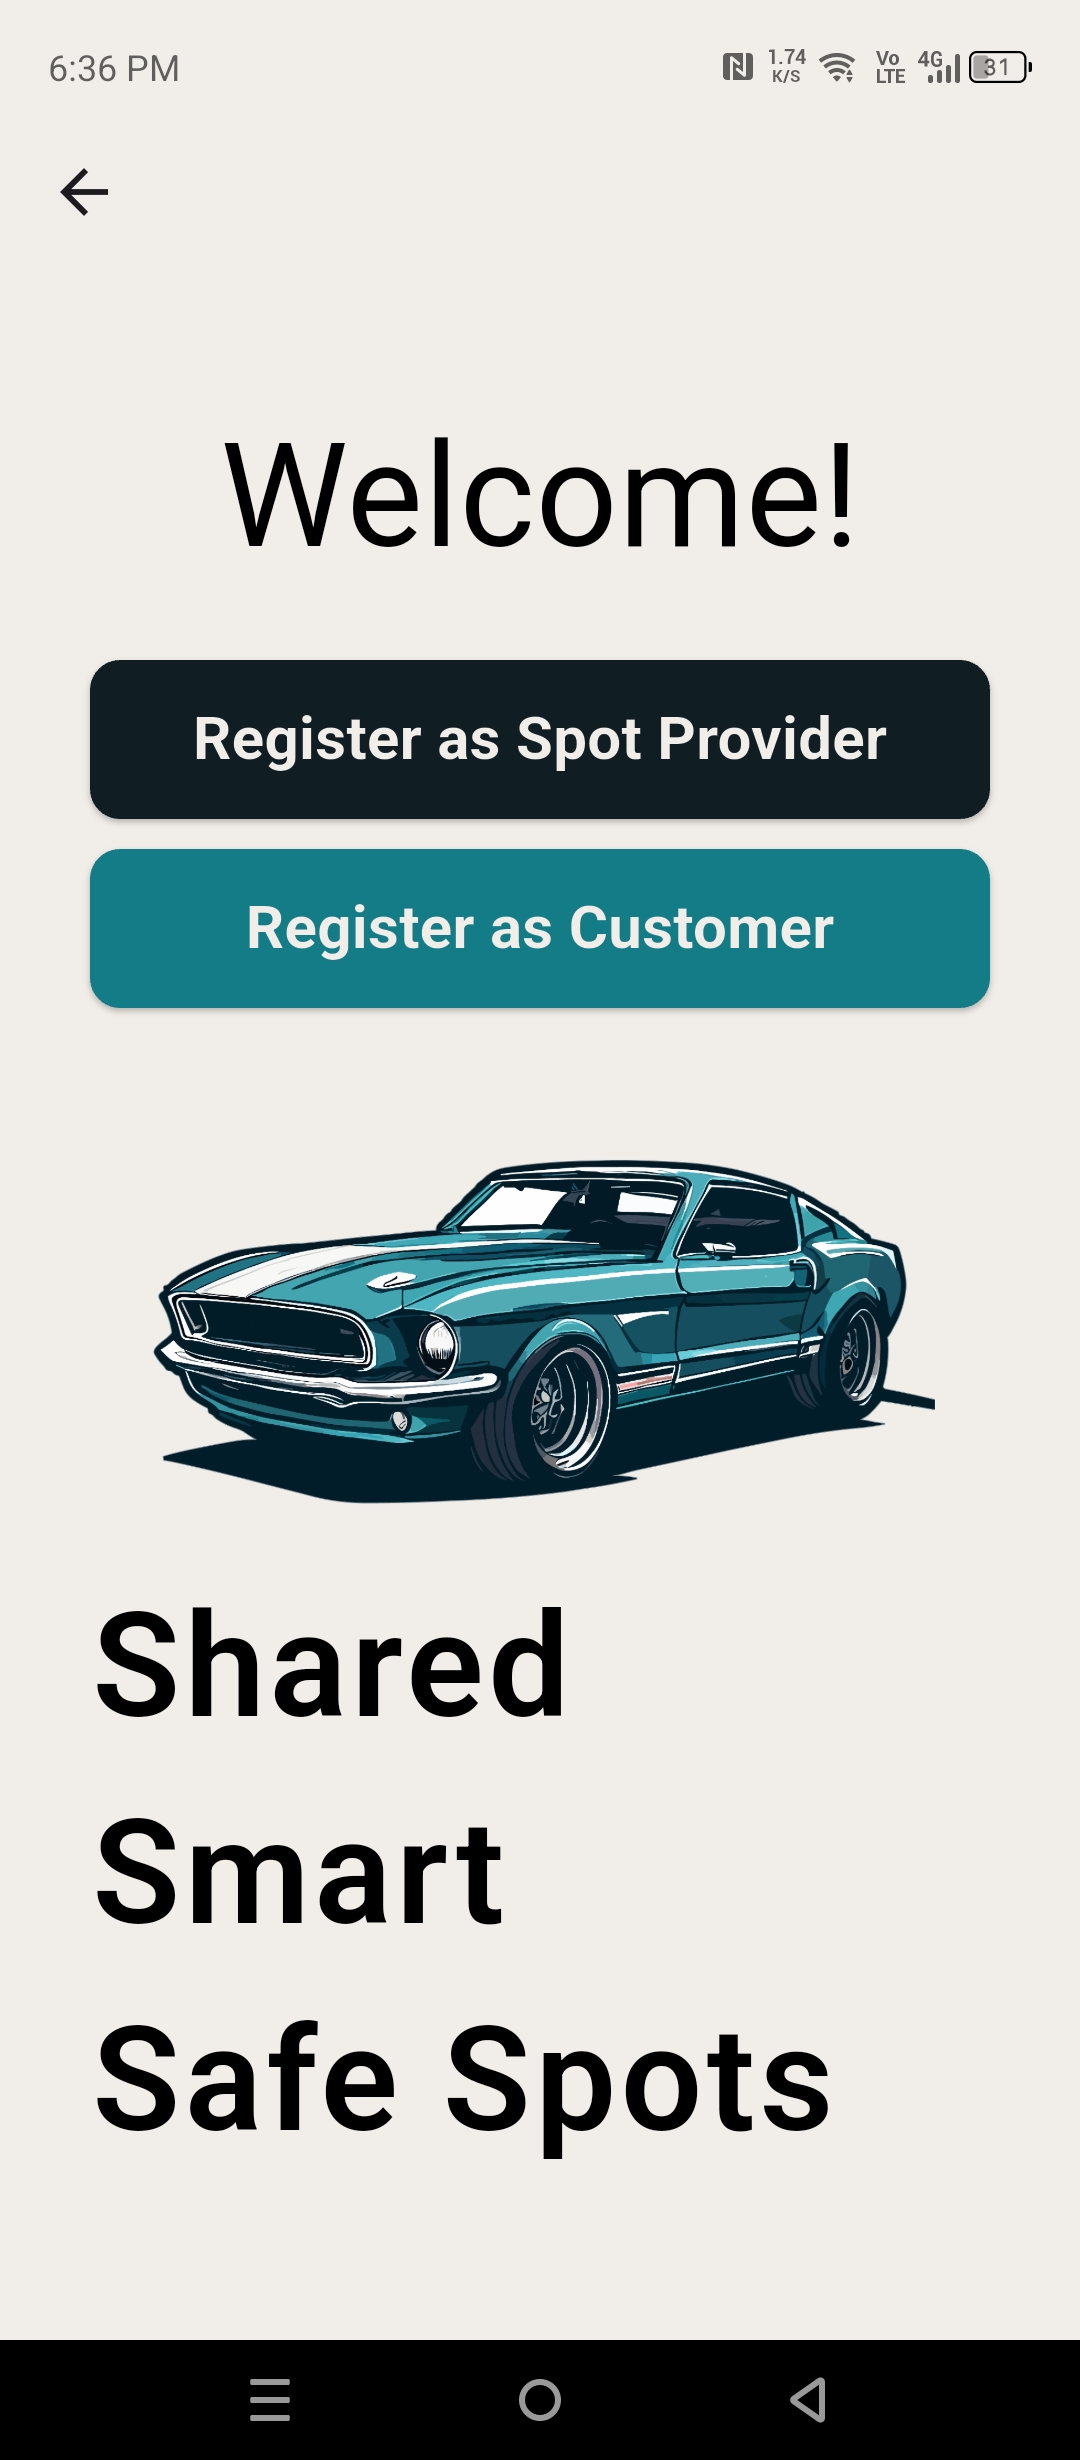 6:36 PM
1.74
K/S
Vo
LTE
4G
31
Welcome!
Register as Spot Provider
Register as Customer
Shared
Smart
Safe Spots